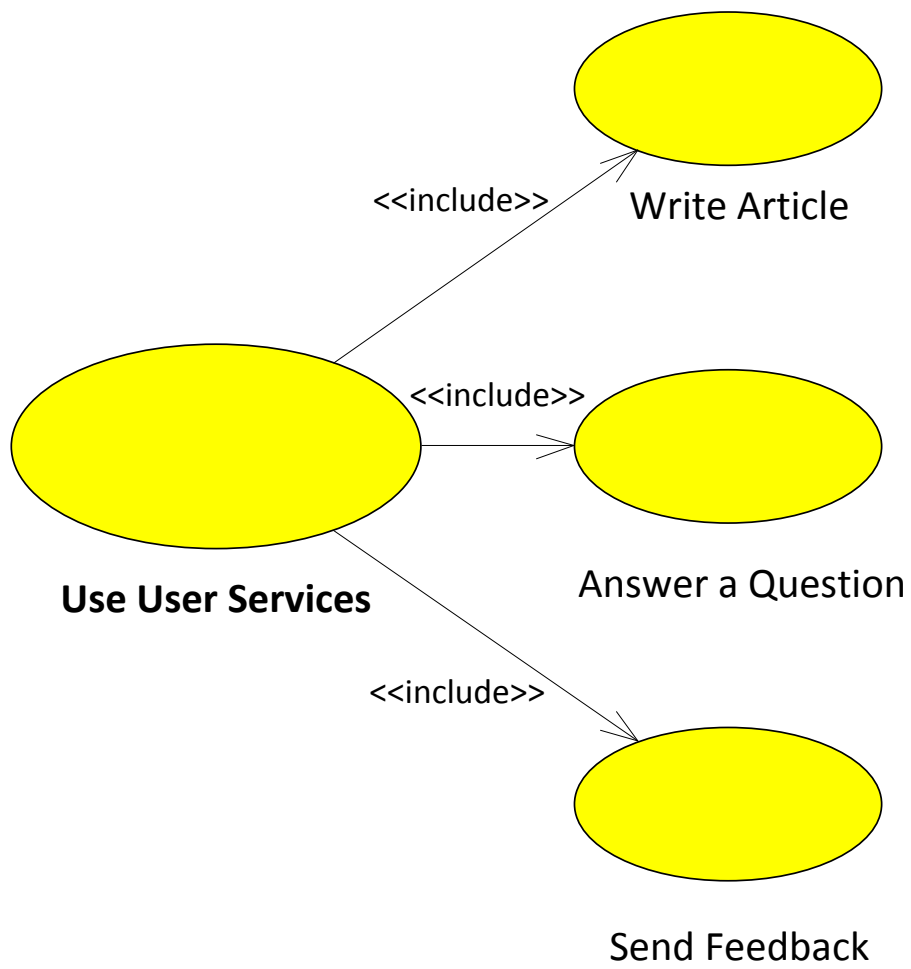 <<include>>
Write Article
<<include>>
Answer a Question
Use User Services
<<include>>
Send Feedback